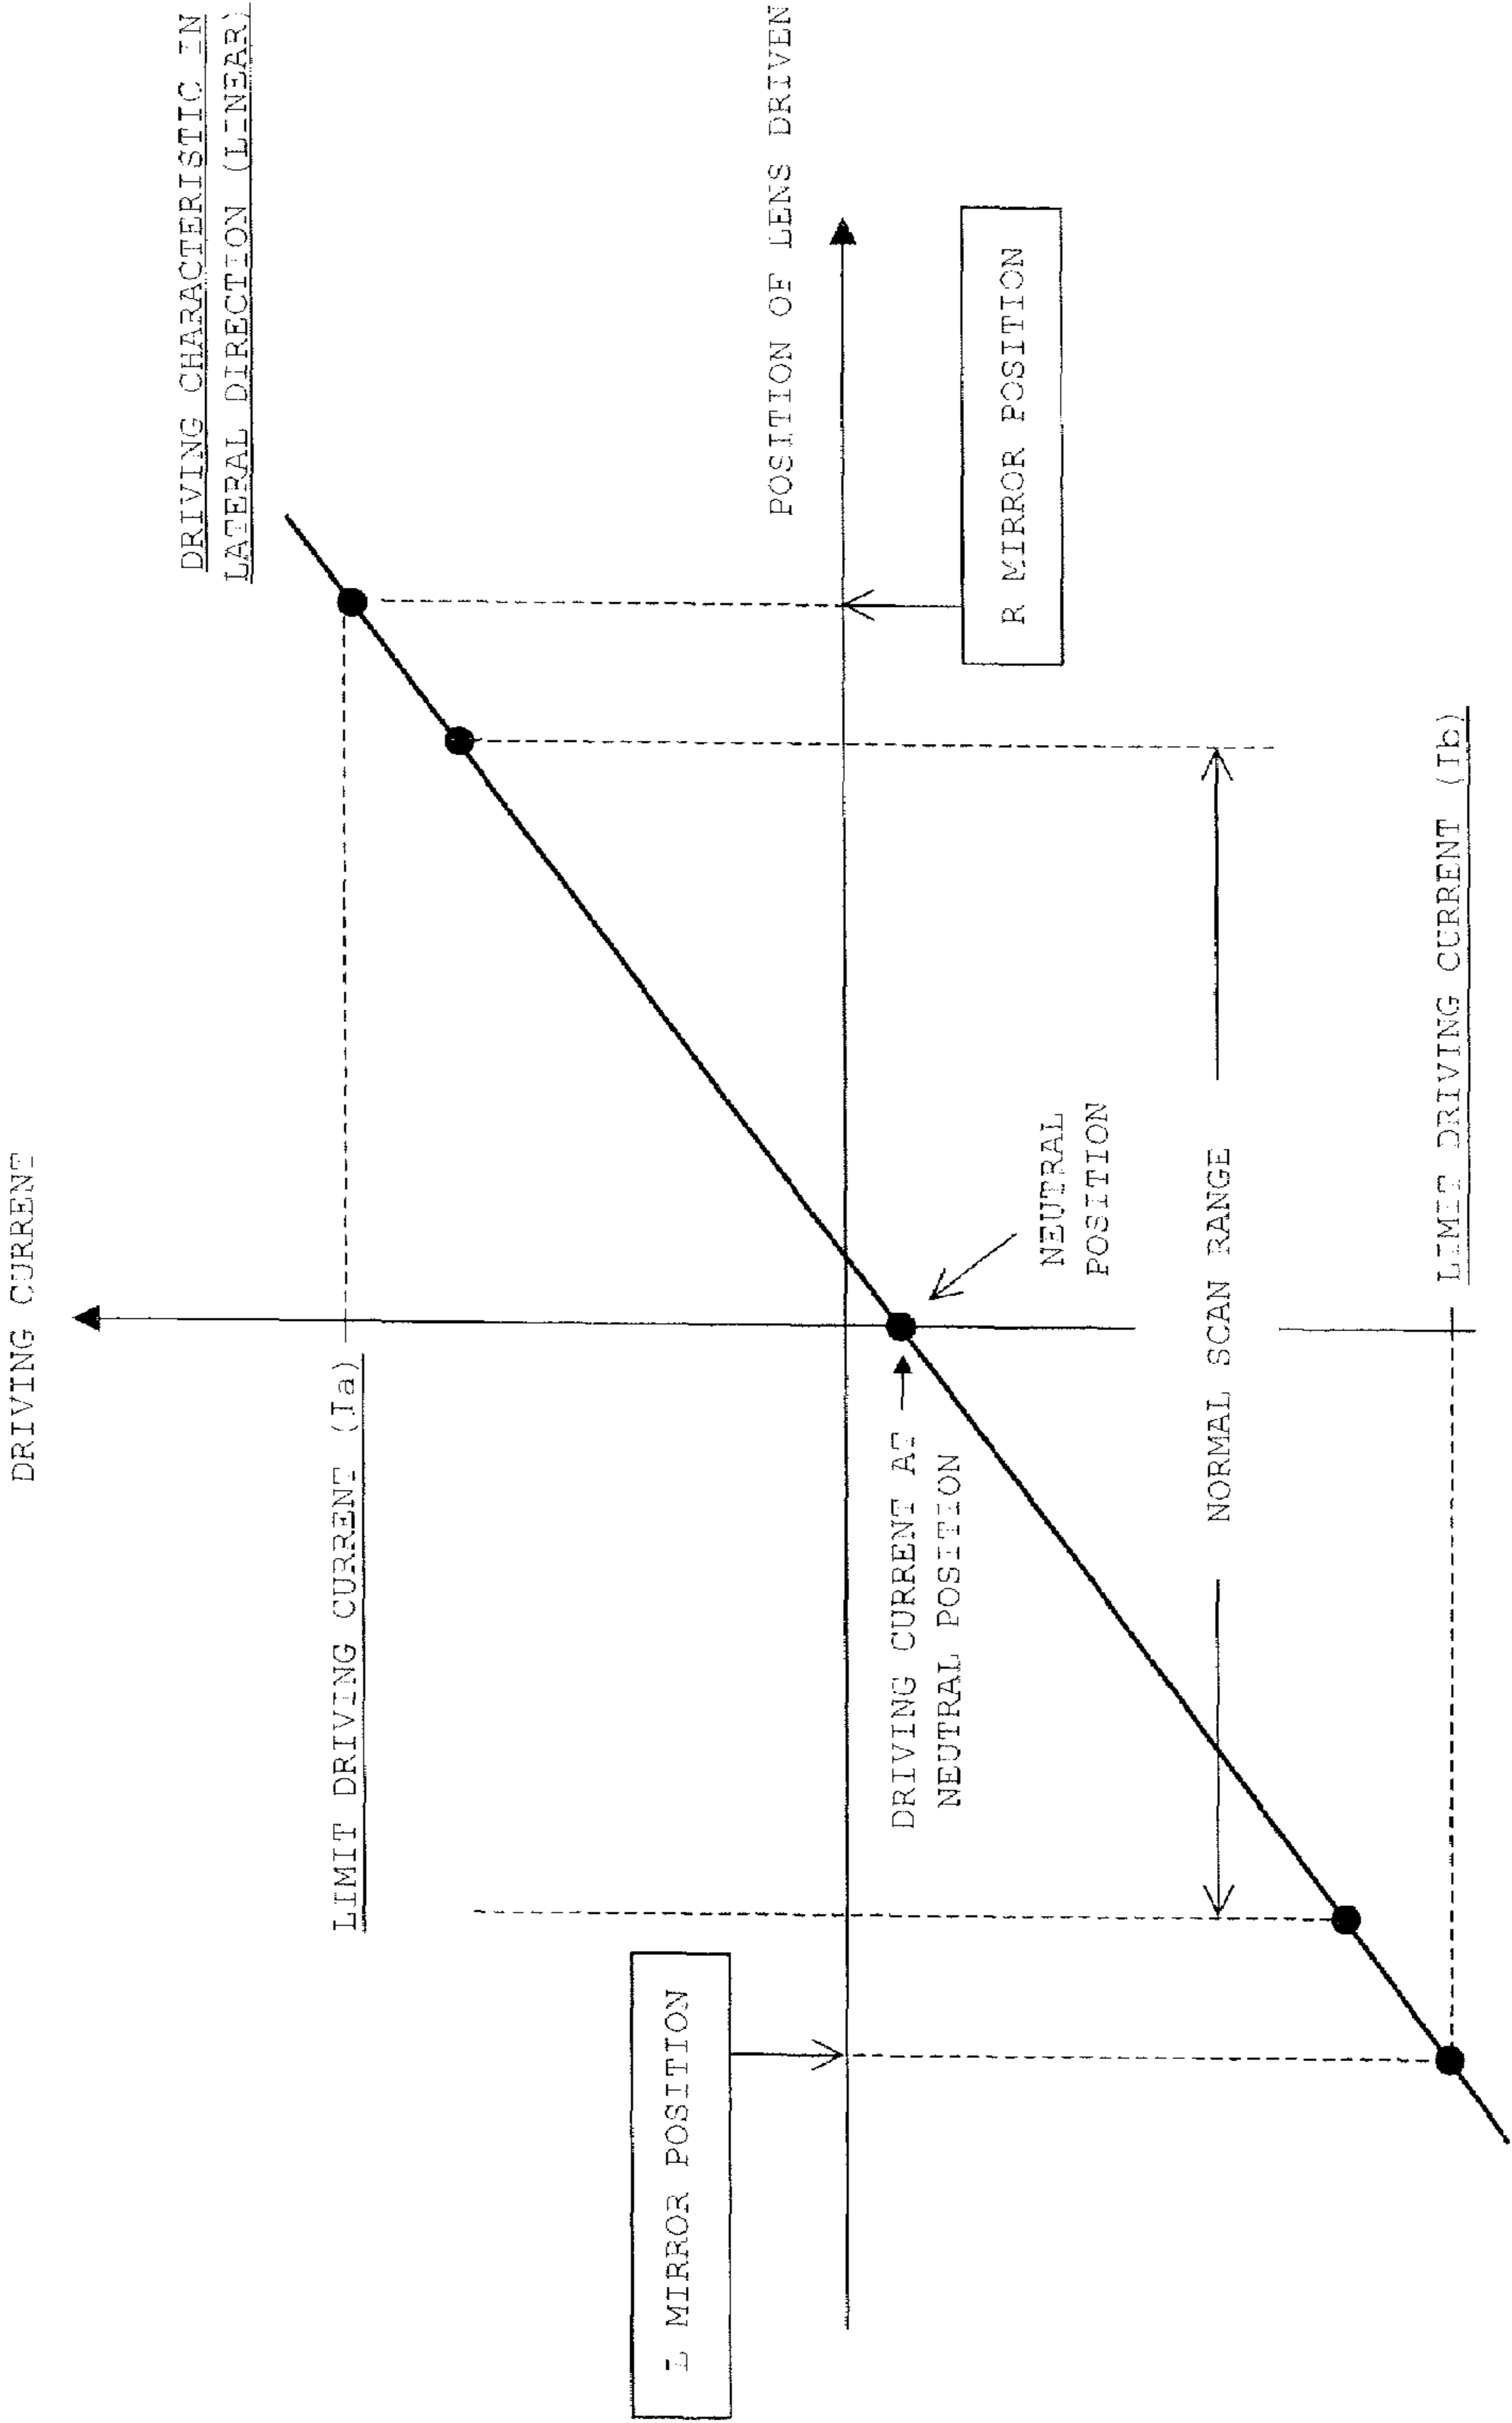 DRIVING CURRENT
DRIVING CHARACTERISTIC IN
LATERAL DIRECTION (LINEAR)
LIMIT DRIVING CURRENT (Ia)
L MIRROR POSITION
POSITION OF LENS DRIVEN
DRIVING CURRENT AT
NEUTRAL POSITION
NEUTRAL
POSITION
R MIRROR POSITION
NORMAL SCAN RANGE
LIMIT DRIVING CURRENT (Ib)